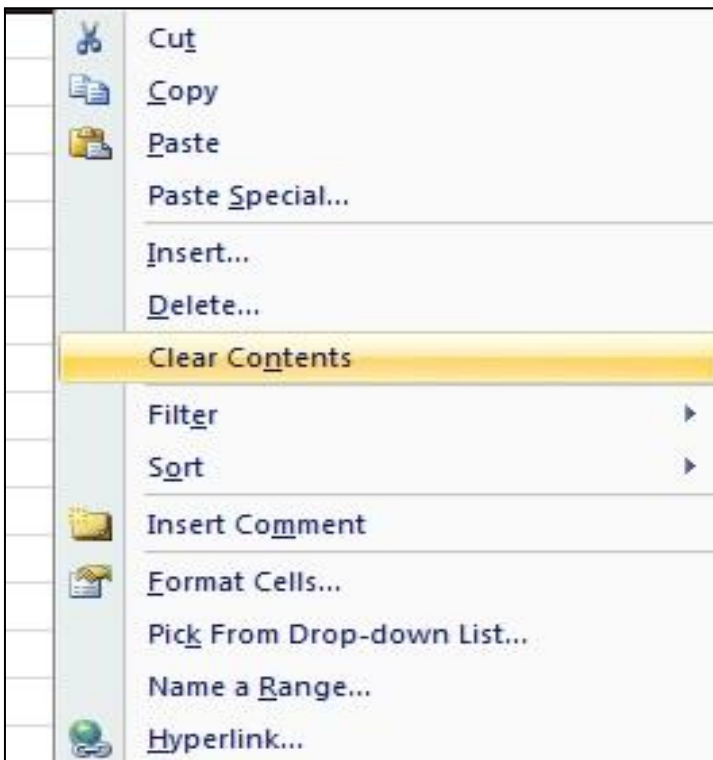 Cut
Copy
Paste
Paste Special...
Insert...
Delete...
Clear Contents
Filter
Sort
Insert Comment
Format Cells...
Pick From Drop-down List...
Name a Range...
Hyperlink...